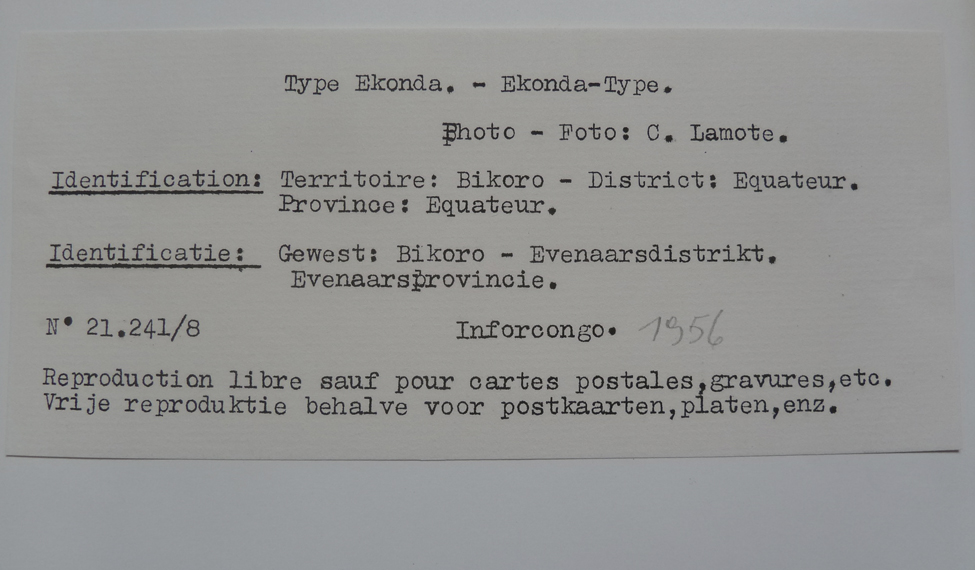 Type Ekonda. - Ekonda-Type.
Photo - Foto: C. Lamote.
Identification: Territoire: Bikoro - District: Equateur.
Province: Equateur.
Identificatie: Gewest: Bikoro - Evenaarsdistrikt.
Evenaarsprovincie.
N° 21.241/8 Inforcongo. 1956
Reproduction libre sauf pour cartes postales,gravures,etc.
Vrije reproduktie behalve voor postkaarten,platen,enz.